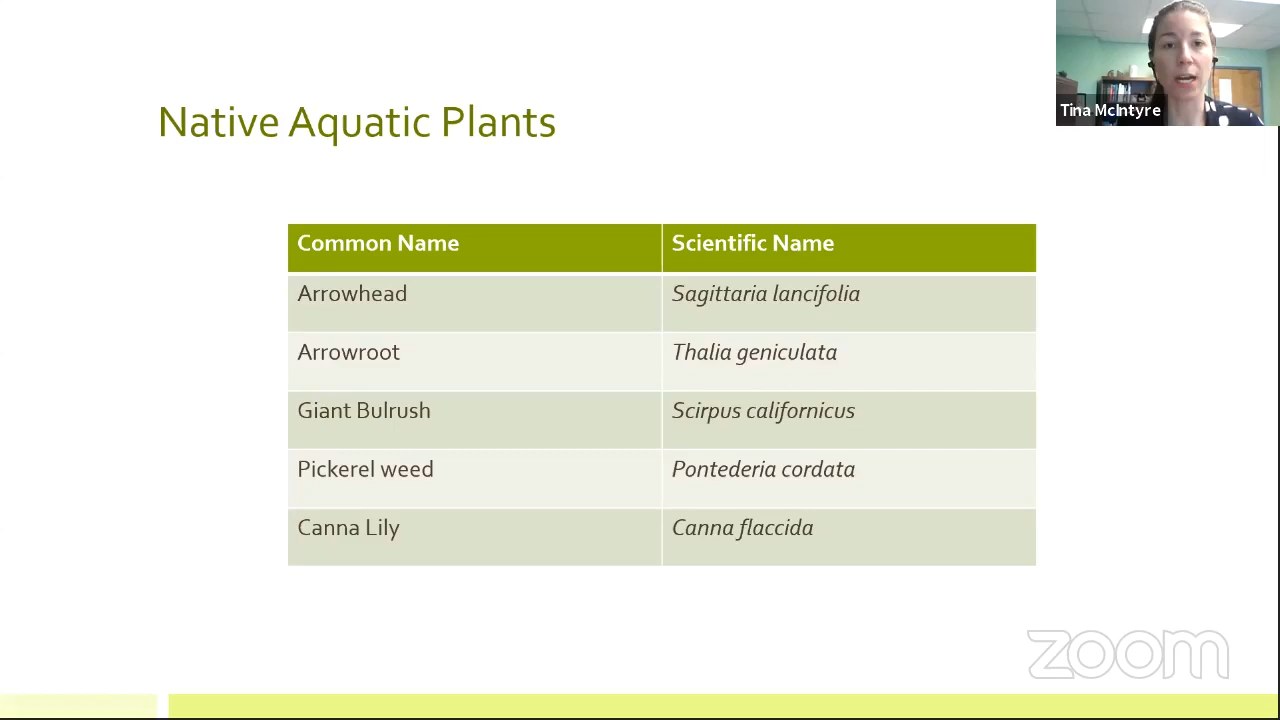 Native Aquatic Plants
Tina McIntyre
Common Name Scientific Name
Arrowhead Sagittaria lancifolia
Arrowroot Thalia geniculata
Giant Bulrush Scirpus californicus
Pickerel weed Pontederia cordata
Canna Lily Canna flaccida
zoom